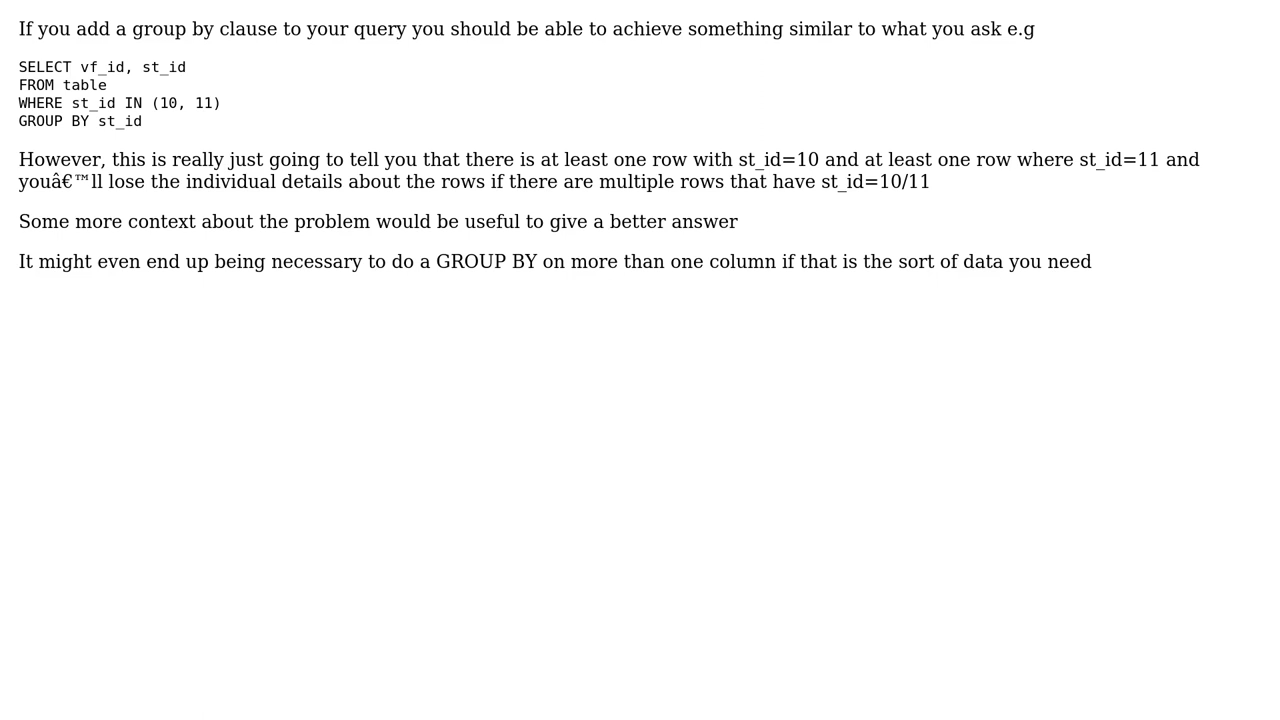 If you add a group by clause to your query you should be able to achieve something similar to what you ask e.g
SELECT vf_id, st_id
FROM table
WHERE st_id IN (10, 11)
GROUP BY st_id
However, this is really just going to tell you that there is at least one row with st_id=10 and at least one row where st_id=11 and
youâ€™ll lose the individual details about the rows if there are multiple rows that have st_id=10/11
Some more context about the problem would be useful to give a better answer
It might even end up being necessary to do a GROUP BY on more than one column if that is the sort of data you need